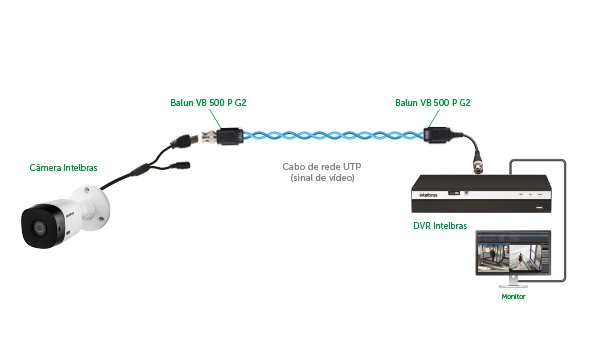 Balun VB 500 P G2
Balun VB 500 P G2
Câmera Intelbras
Cabo de rede UTP
(sinal de vídeo)
intelbras
DVR Intelbras
Monitor